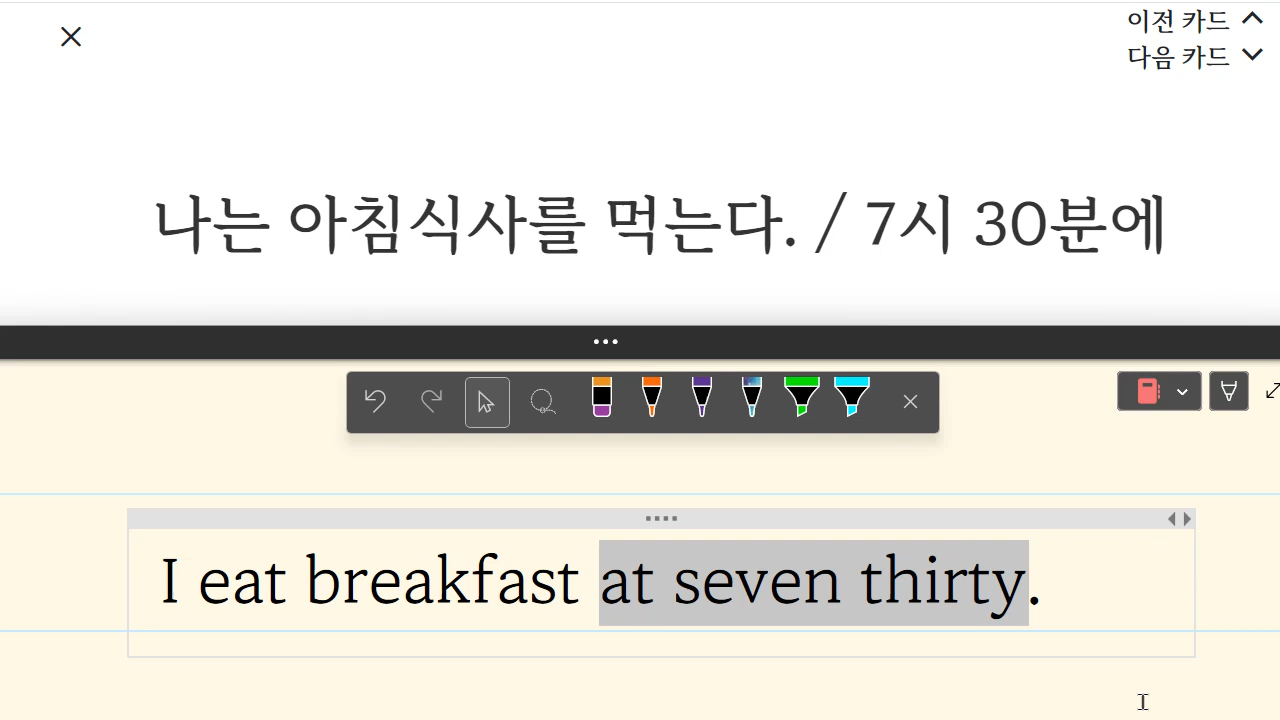 이전 카드
다음 카드
나는 아침식사를 먹는다. / 7시 30분에
I eat breakfast at seven thirty.